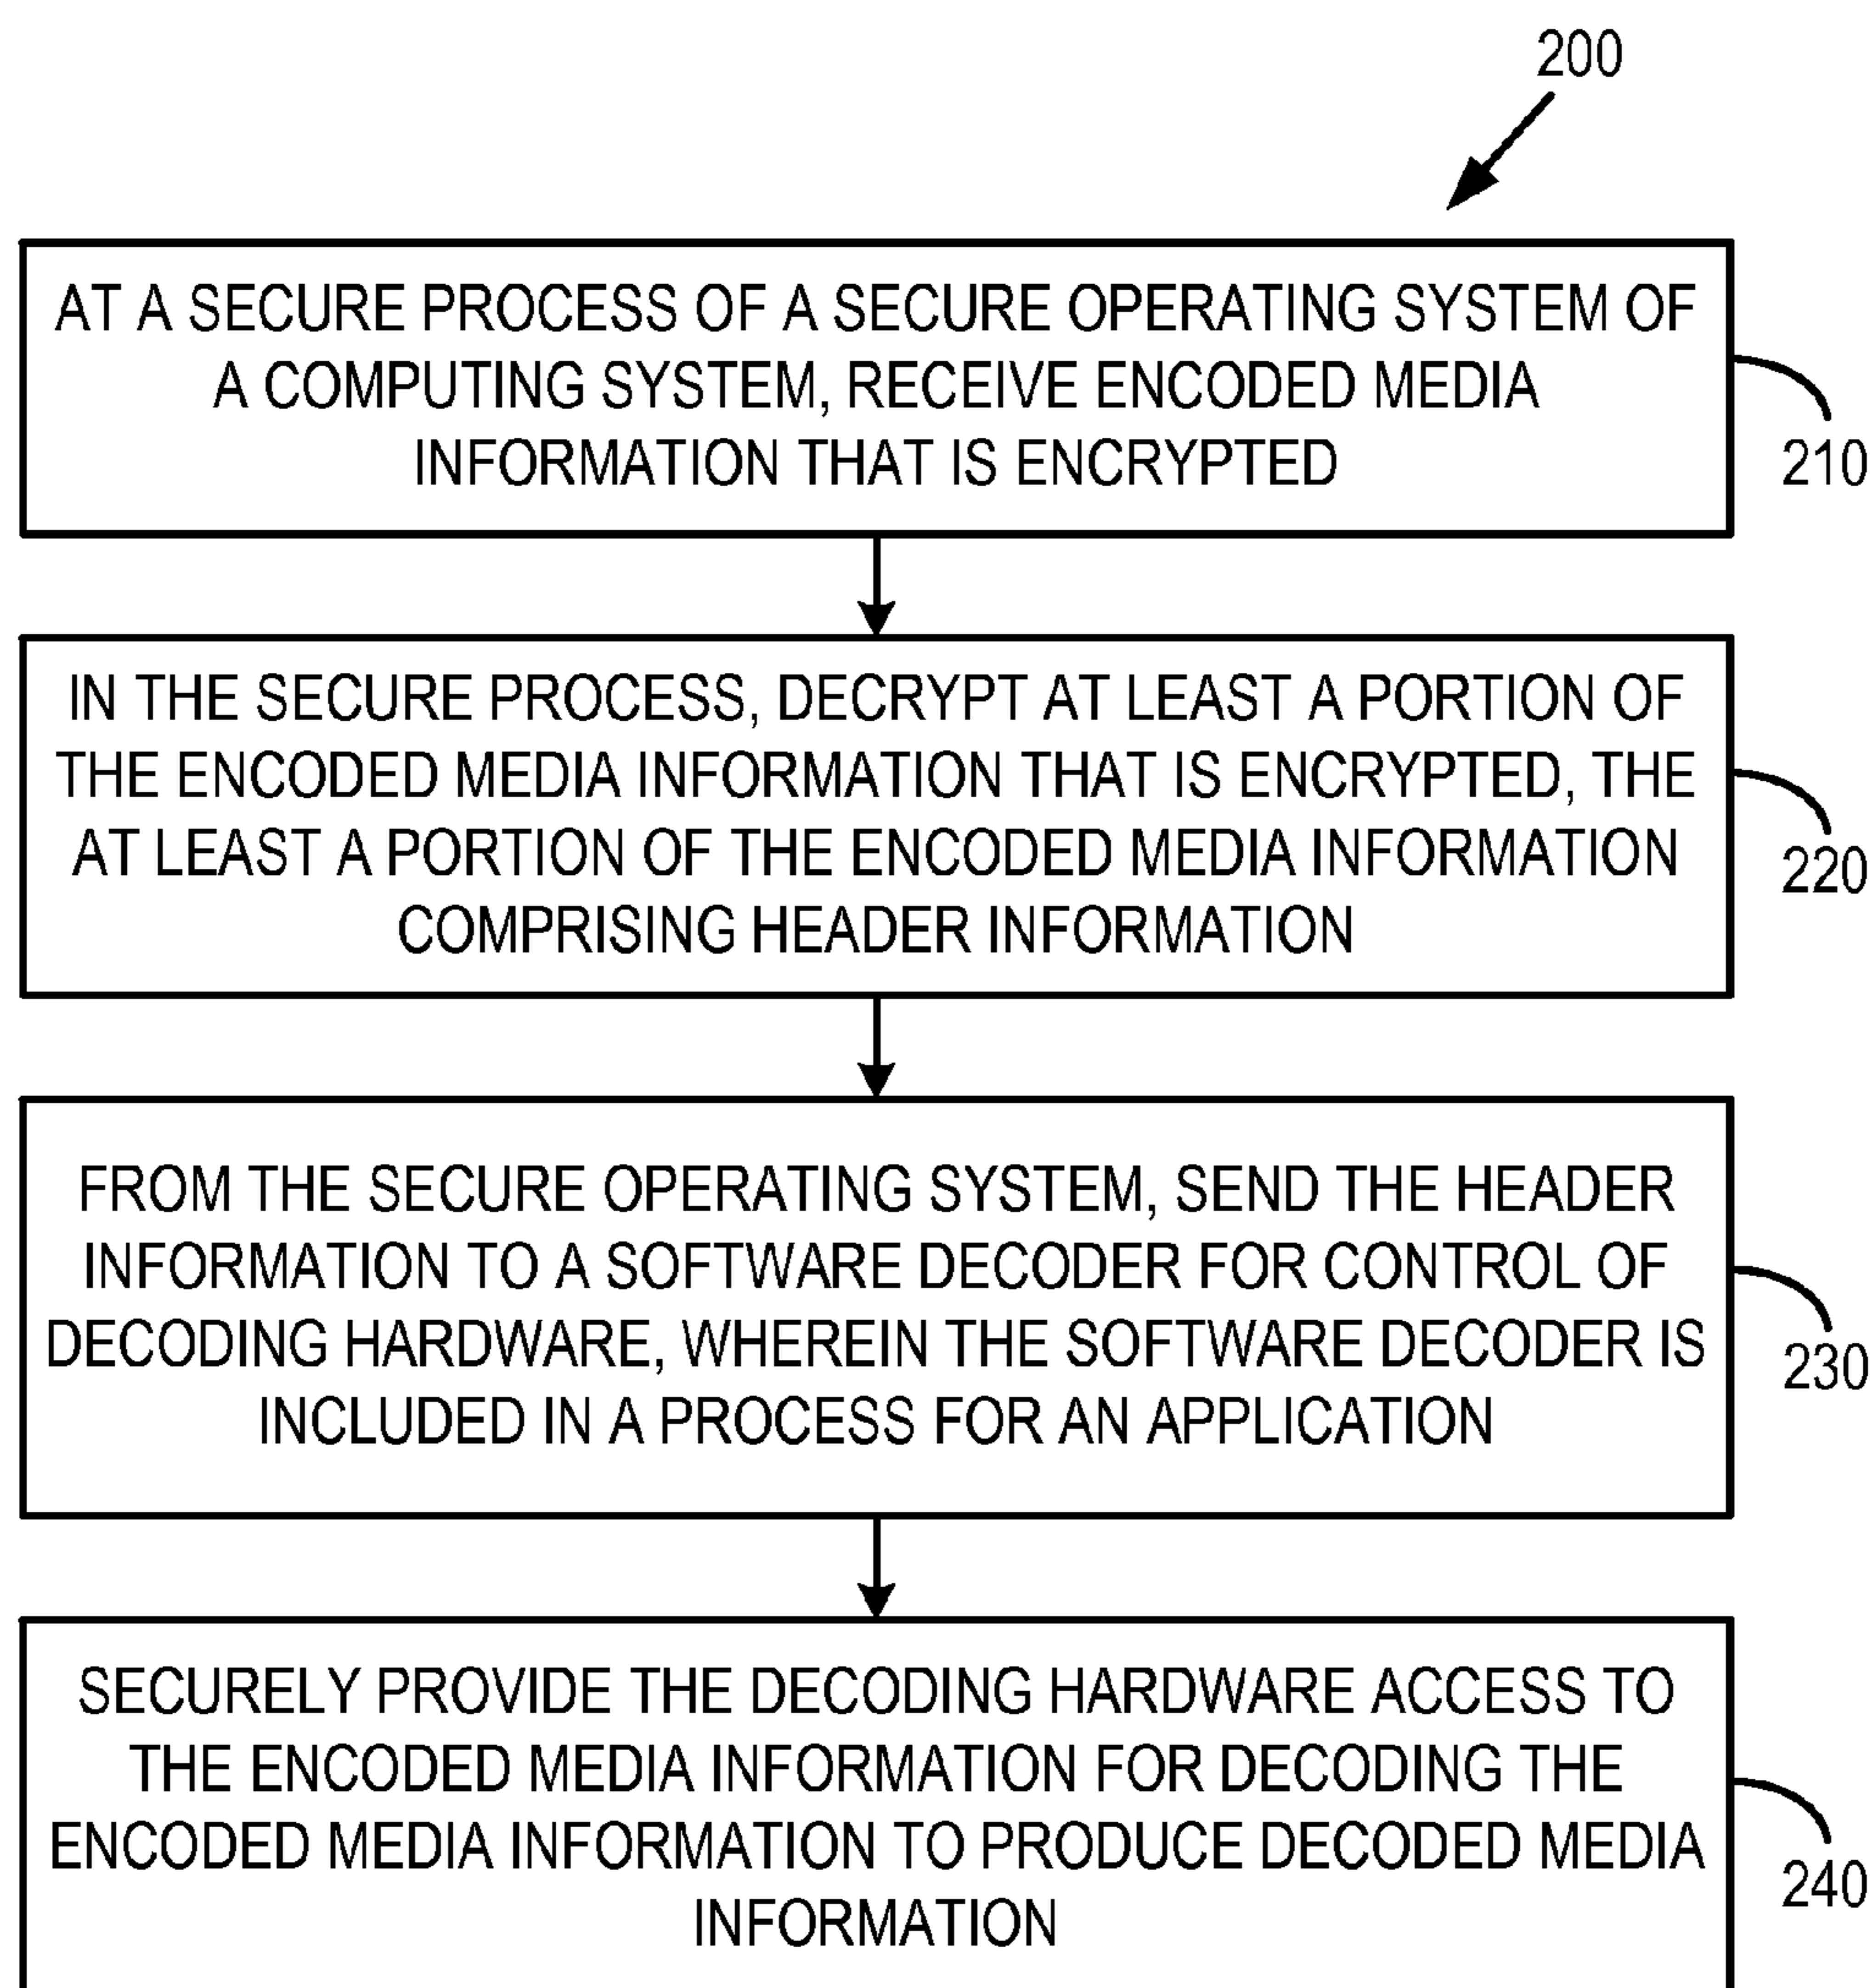 200
AT A SECURE PROCESS OF A SECURE OPERATING SYSTEM OF
A COMPUTING SYSTEM, RECEIVE ENCODED MEDIA
INFORMATION THAT IS ENCRYPTED
210
IN THE SECURE PROCESS, DECRYPT AT LEAST A PORTION OF
THE ENCODED MEDIA INFORMATION THAT IS ENCRYPTED, THE
AT LEAST A PORTION OF THE ENCODED MEDIA INFORMATION
COMPRISING HEADER INFORMATION
220
FROM THE SECURE OPERATING SYSTEM, SEND THE HEADER
INFORMATION TO A SOFTWARE DECODER FOR CONTROL OF
DECODING HARDWARE, WHEREIN THE SOFTWARE DECODER IS
INCLUDED IN A PROCESS FOR AN APPLICATION
230
SECURELY PROVIDE THE DECODING HARDWARE ACCESS TO
THE ENCODED MEDIA INFORMATION FOR DECODING THE
ENCODED MEDIA INFORMATION TO PRODUCE DECODED MEDIA
INFORMATION
240